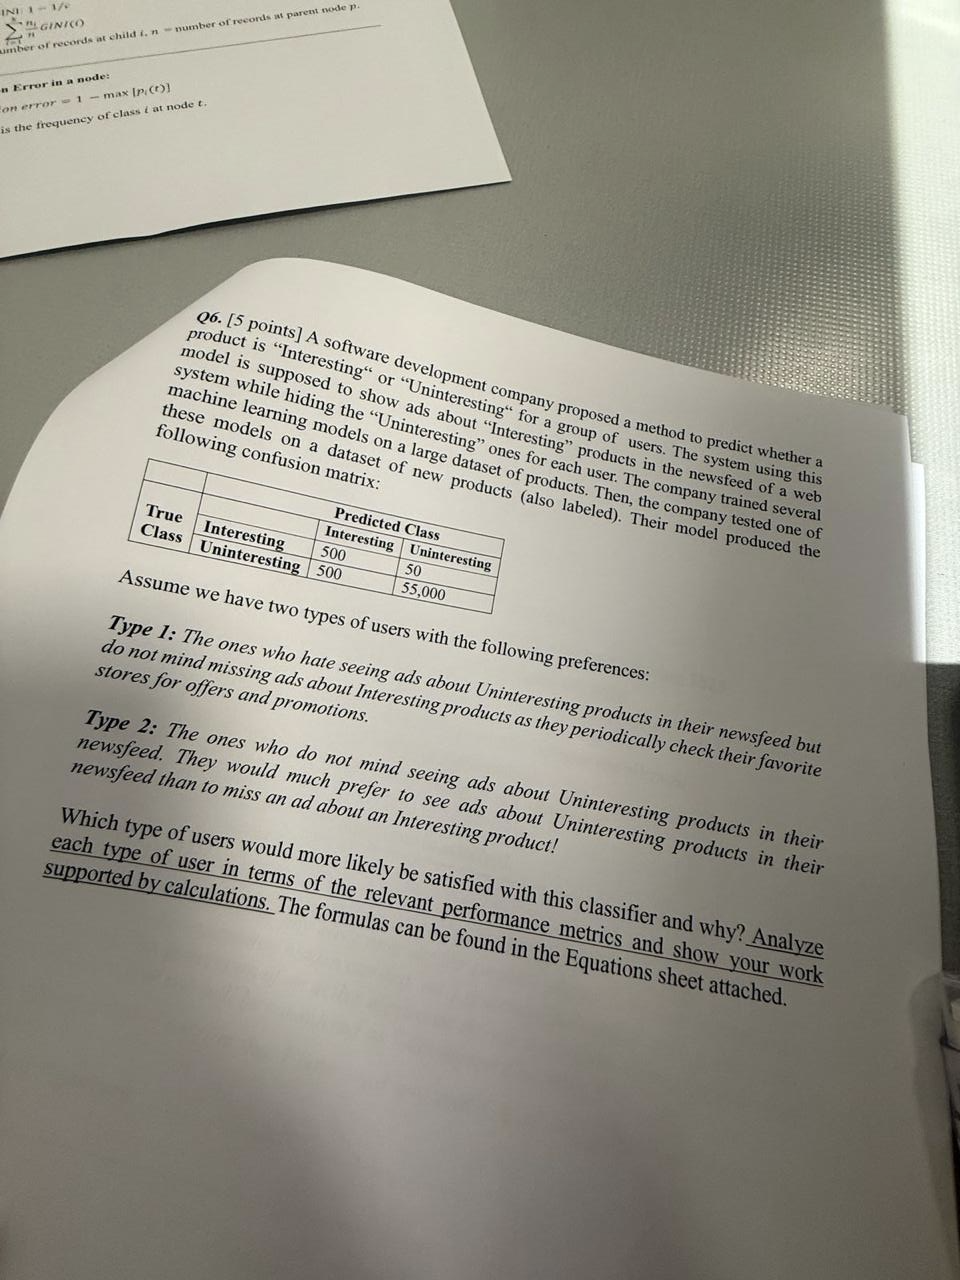 INI: 1 - 1/
GINI(i)
umber of records at child i, n = number of records at parent node p.
n Error in a node:
on error = 1 − max [pᵢ(t)]
is the frequency of class i at node t.
Q6. [5 points] A software development company proposed a method to predict whether a
product is “Interesting“ or “Uninteresting“ for a group of users. The system using this
model is supposed to show ads about “Interesting” products in the newsfeed of a web
system while hiding the “Uninteresting” ones for each user. The company trained several
machine learning models on a large dataset of products. Then, the company tested one of
these models on a dataset of new products (also labeled). Their model produced the
following confusion matrix:
Predicted Class
Interesting Uninteresting
True Class Interesting 500 50
Uninteresting 500 55,000
Assume we have two types of users with the following preferences:
Type 1: The ones who hate seeing ads about Uninteresting products in their newsfeed but
do not mind missing ads about Interesting products as they periodically check their favorite
stores for offers and promotions.
Type 2: The ones who do not mind seeing ads about Uninteresting products in their
newsfeed. They would much prefer to see ads about Uninteresting products in their
newsfeed than to miss an ad about an Interesting product!
Which type of users would more likely be satisfied with this classifier and why? Analyze
each type of user in terms of the relevant performance metrics and show your work
supported by calculations. The formulas can be found in the Equations sheet attached.